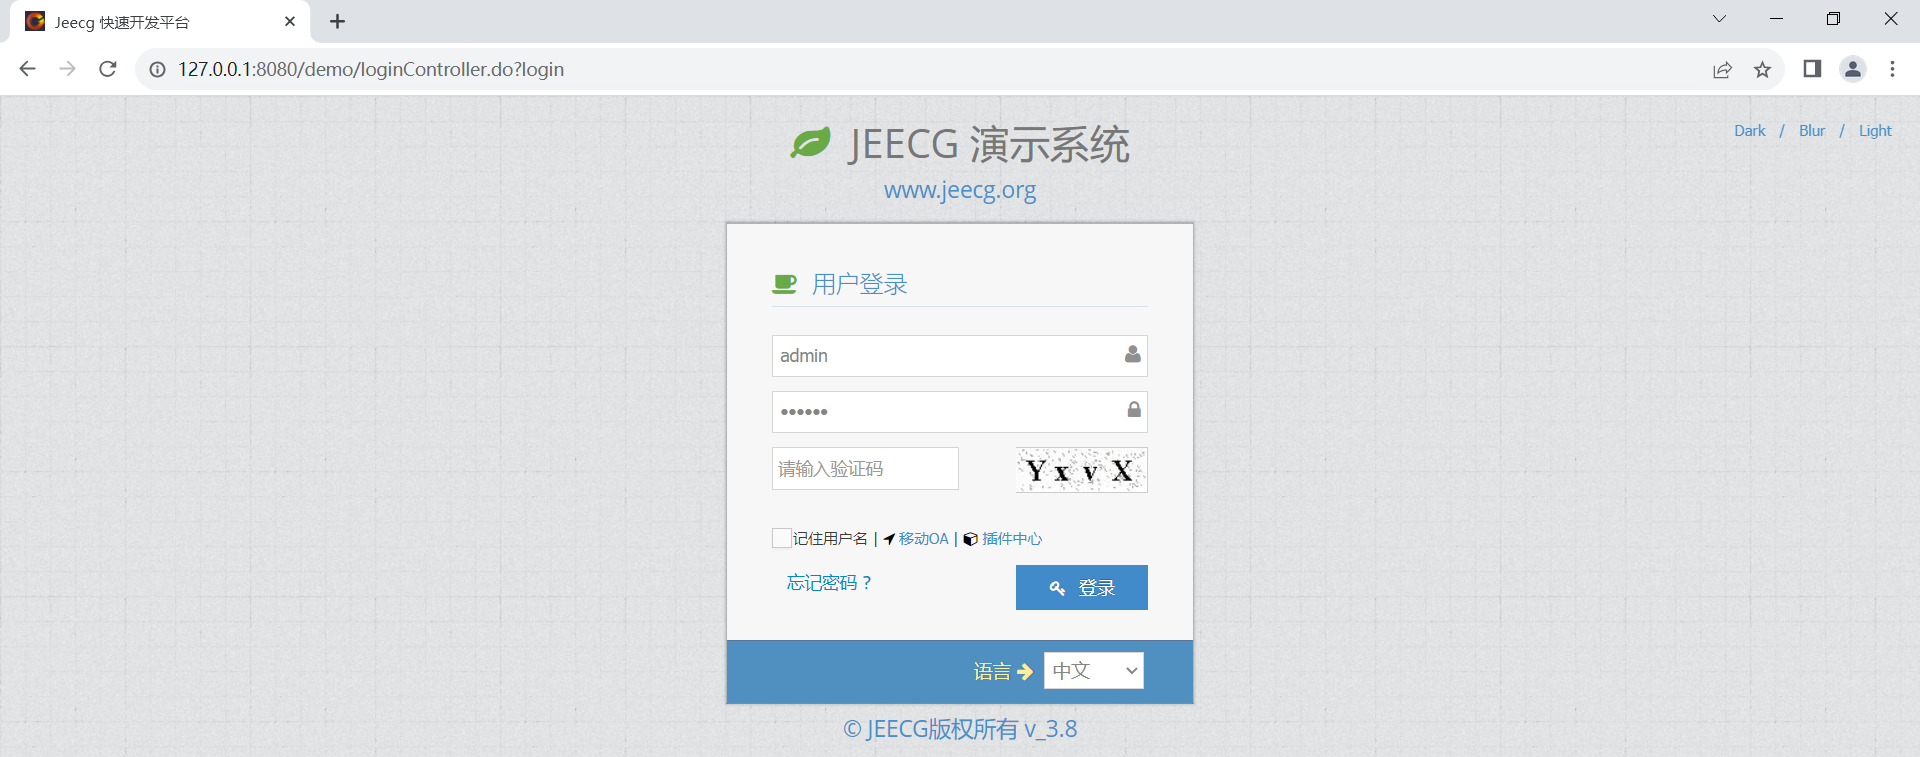 Jeecg 快速开发平台
127.0.0.1:8080/demo/loginController.do?login
JEECG 演示系统
Dark / Blur / Light
www.jeecg.org
用户登录
admin
••••••
请输入验证码
Y x v X
记住用户名 | 移动OA | 插件中心
忘记密码 ?
登录
语言 中文
© JEECG版权所有 v_3.8